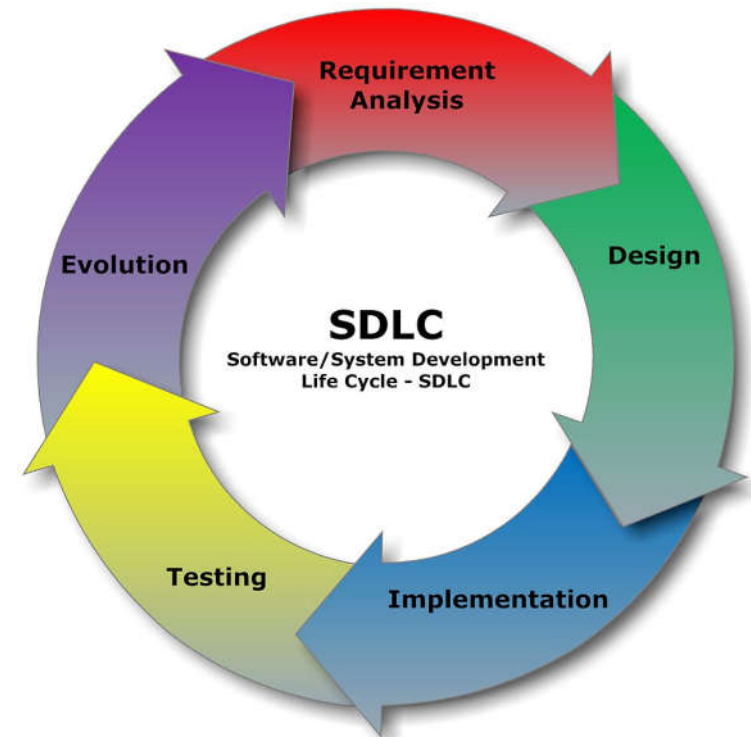 Requirement
Analysis
Design
Evolution
SDLC
Software/System Development
Life Cycle - SDLC
Testing
Implementation